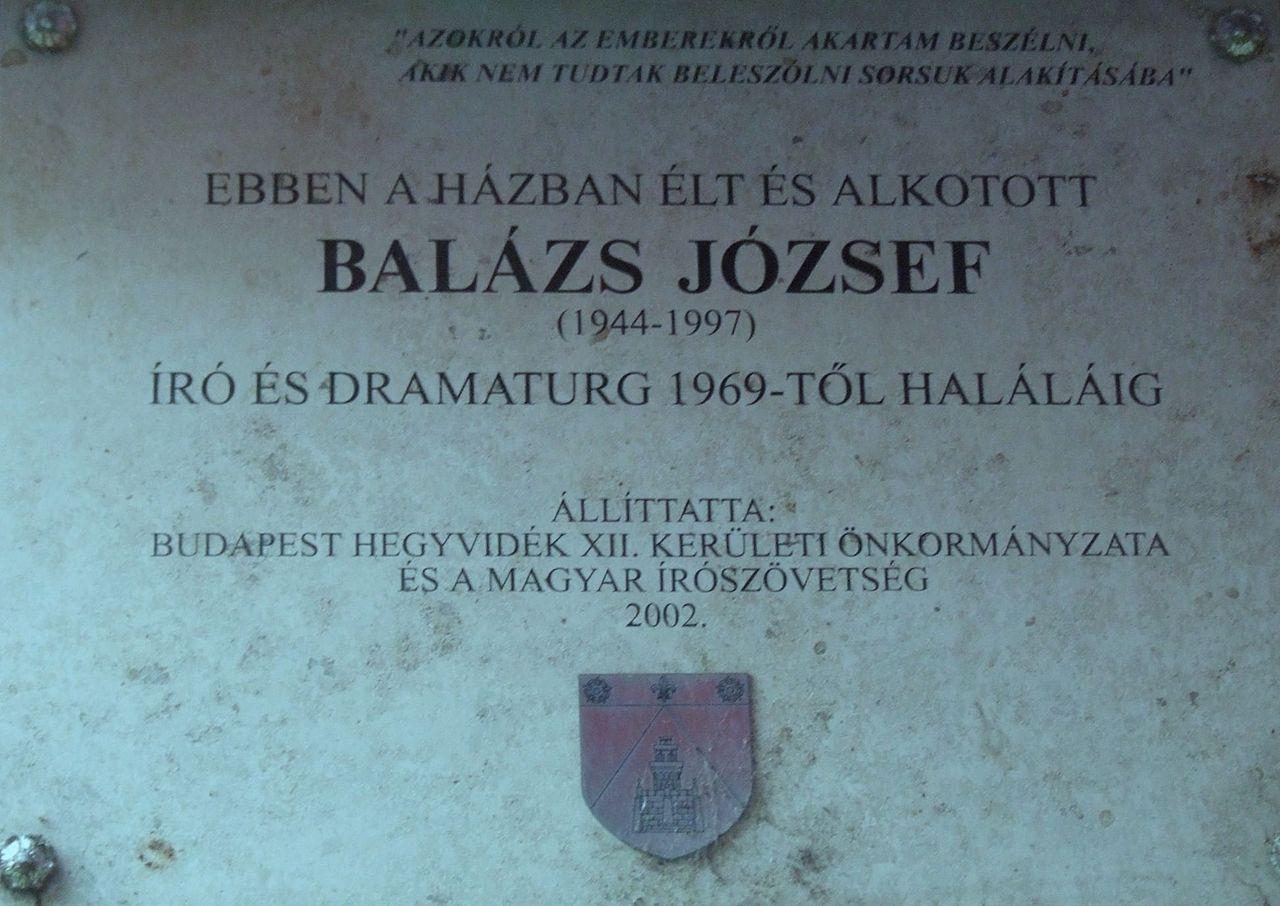 "AZOKRÓL AZ EMBEREKRŐL AKARTAM BESZÉLNI,
AKIK NEM TUDTAK BELESZÓLNI SORSUK ALAKÍTÁSÁBA"
EBBEN A HÁZBAN ÉLT ÉS ALKOTOTT
BALÁZS JÓZSEF
(1944-1997)
ÍRÓ ÉS DRAMATURG 1969-TŐL HALÁLÁIG
ÁLLÍTTATTA:
BUDAPEST HEGYVIDÉK XII. KERÜLETI ÖNKORMÁNYZATA
ÉS A MAGYAR ÍRÓSZÖVETSÉG
2002.